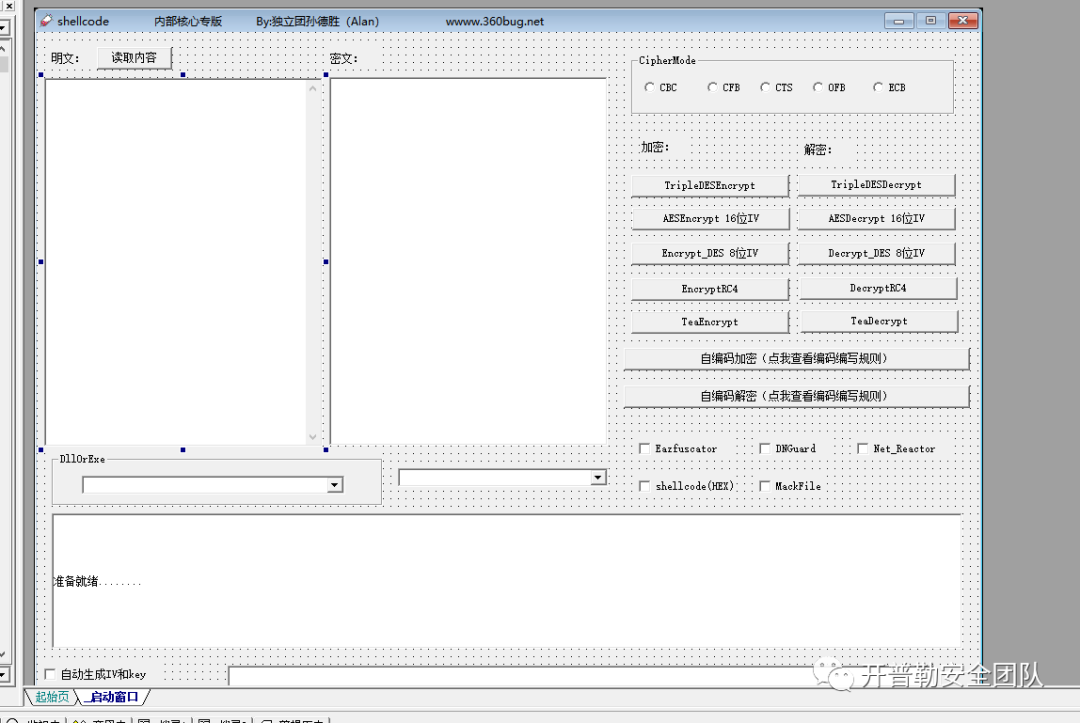 shellcode 内部核心专版 By:独立团孙德胜（Alan） wwww.360bug.net
明文: 读取内容 密文:
CipherMode
CBC CFB CTS OFB ECB
加密: 解密:
TripleDESEncrypt TripleDESDecrypt
AESEncrypt 16位IV AESDecrypt 16位IV
Encrypt_DES 8位IV Decrypt_DES 8位IV
EncryptRC4 DecryptRC4
TeaEncrypt TeaDecrypt
自编码加密（点我查看编码编写规则）
自编码解密（点我查看编码编写规则）
Eazfuscator DNGuard Net_Reactor
DllOrExe
shellcode(HEX) MackFile
准备就绪........
自动生成IV和key
开普勒安全团队
起始页 _启动窗口